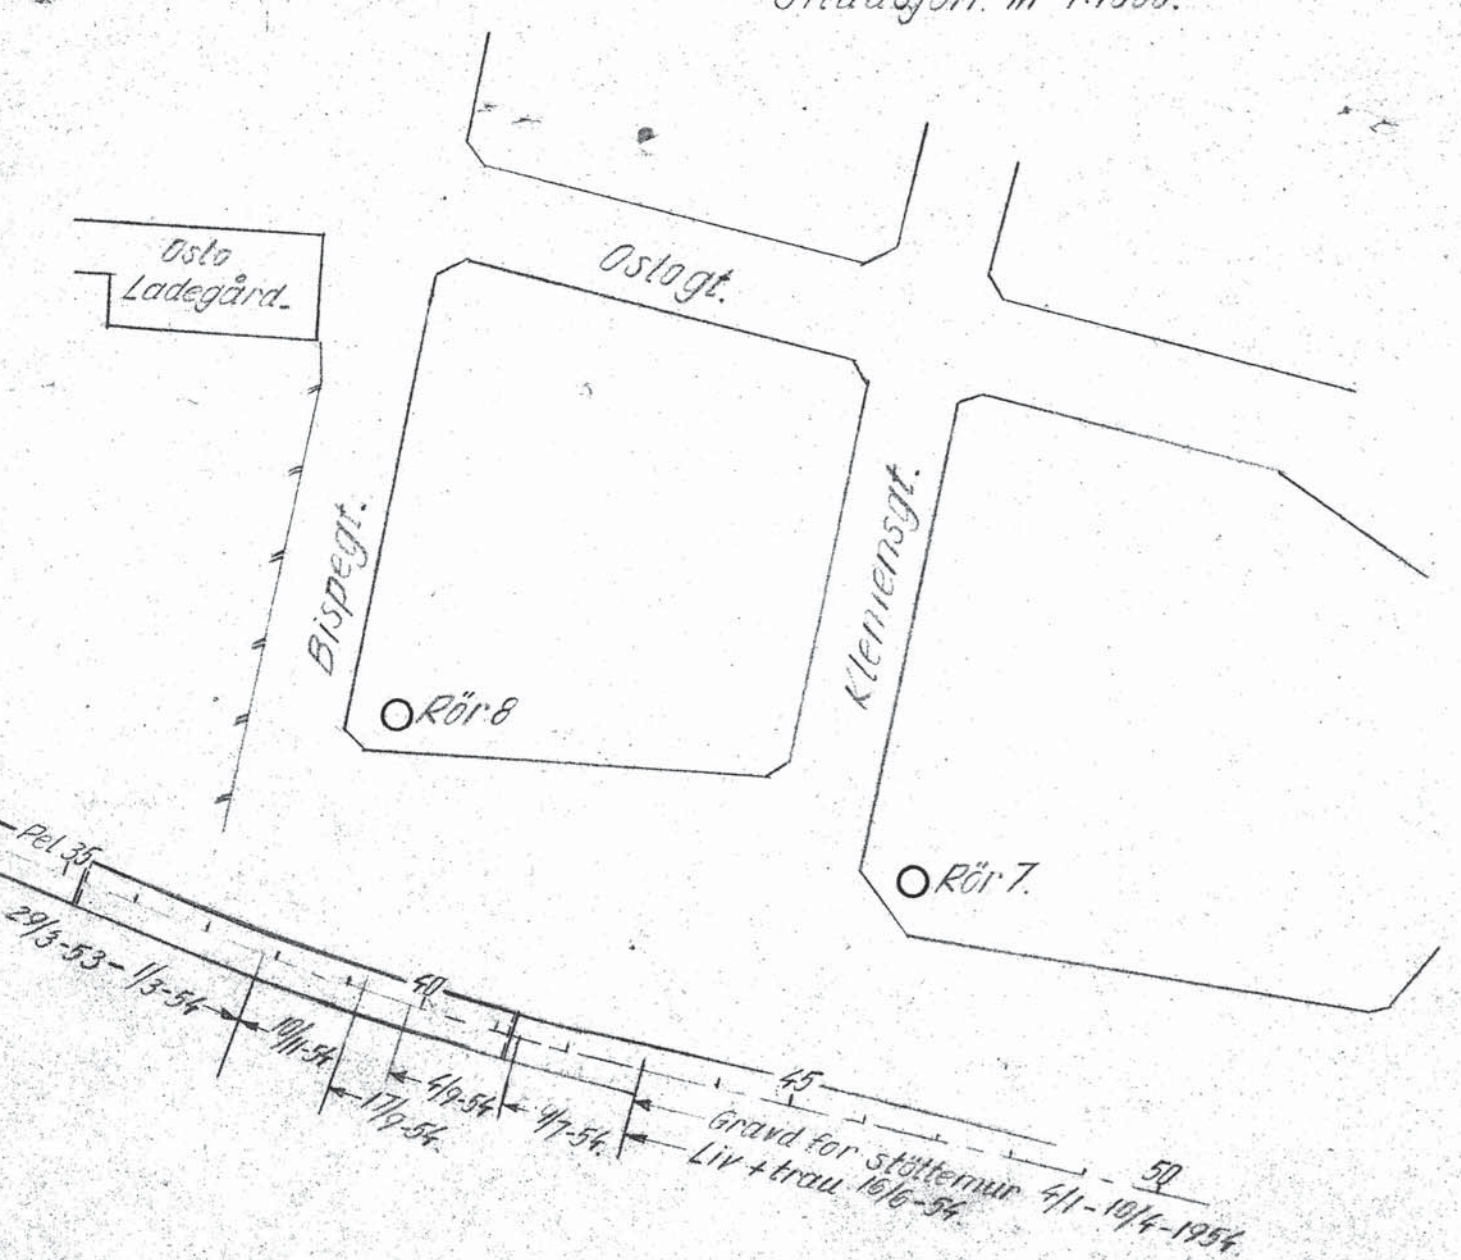 Oslo
Ladegård.
Oslogt.
Bispegt.
Klemensgt.
Rör 8
Rör 7.
Pel 35
40
45
50
29/3-53 - 1/3-54
10/11-54
17/9-54.
4/9-54
9/7-54.
Gravd for stöttemur 4/1 - 10/4-1954
Liv + trau 16/6-54.